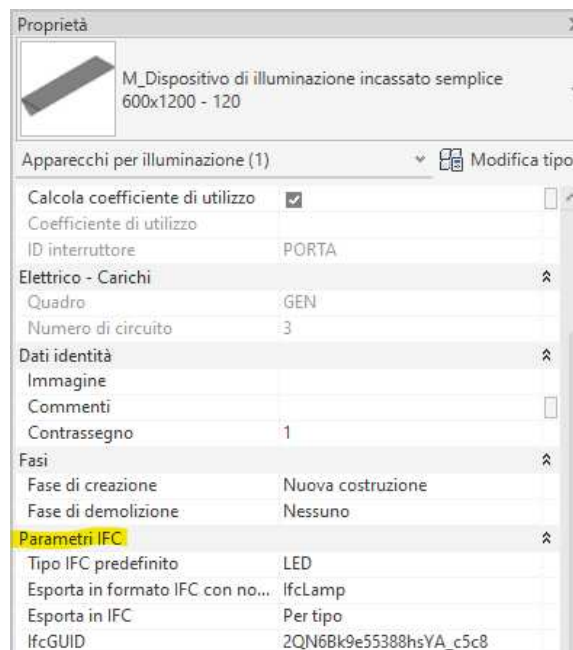 Proprietà
M_Dispositivo di illuminazione incassato semplice
600x1200 - 120
Apparecchi per illuminazione (1) Modifica tipo
Calcola coefficiente di utilizzo
Coefficiente di utilizzo
ID interruttore PORTA
Elettrico - Carichi
Quadro GEN
Numero di circuito 3
Dati identità
Immagine
Commenti
Contrassegno 1
Fasi
Fase di creazione Nuova costruzione
Fase di demolizione Nessuno
Parametri IFC
Tipo IFC predefinito LED
Esporta in formato IFC con no... IfcLamp
Esporta in IFC Per tipo
IfcGUID 2QN6Bk9e55388hsYA_c5c8